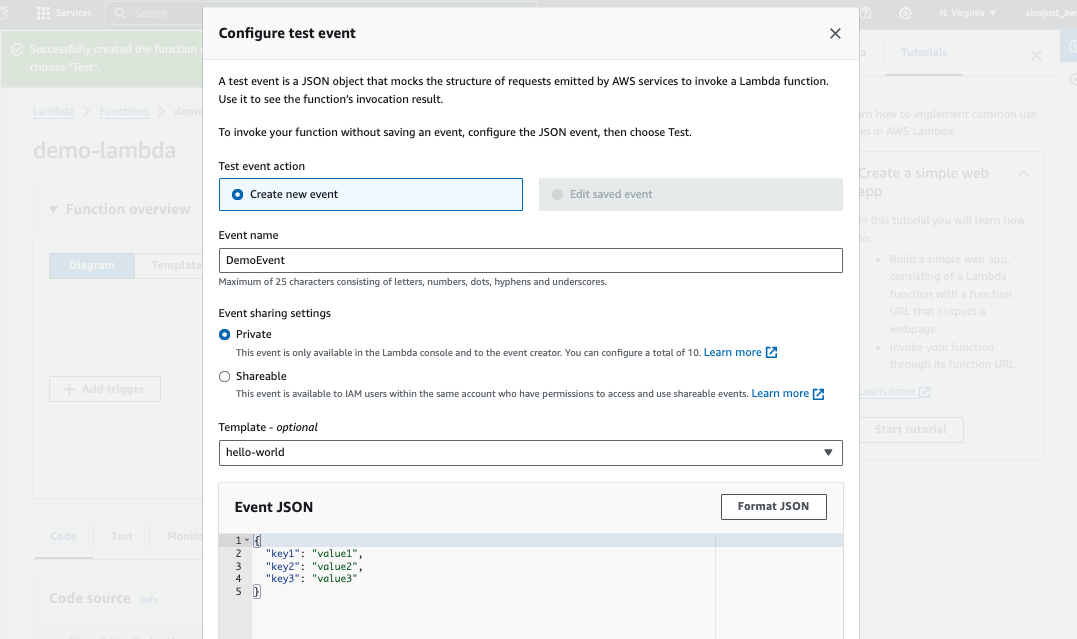 Services
Search
N. Virginia
alexjust_aw
Configure test event
Successfully created the function
choose "Test".
Tutorials
A test event is a JSON object that mocks the structure of requests emitted by AWS services to invoke a Lambda function.
Use it to see the function's invocation result.
Lambda
Functions
demo
rn how to implement common use
es in AWS Lambda.
To invoke your function without saving an event, configure the JSON event, then choose Test.
demo-lambda
Test event action
Create new event
Edit saved event
Create a simple web
app
Function overview
In this tutorial you will learn how
to:
Event name
DemoEvent
Maximum of 25 characters consisting of letters, numbers, dots, hyphens and underscores.
Diagram
Template
• Build a simple web app,
consisting of a Lambda
function with a function
URL that outputs a
webpage
• Invoke your function
through its function URL
Event sharing settings
Private
This event is only available in the Lambda console and to the event creator. You can configure a total of 10. Learn more
Shareable
This event is available to IAM users within the same account who have permissions to access and use shareable events. Learn more
Add trigger
Learn more
Start tutorial
Template - optional
hello-world
Event JSON
Format JSON
Code
Test
Monito
1 {
2 "key1": "value1",
3 "key2": "value2",
4 "key3": "value3"
5 }
Code source
Info